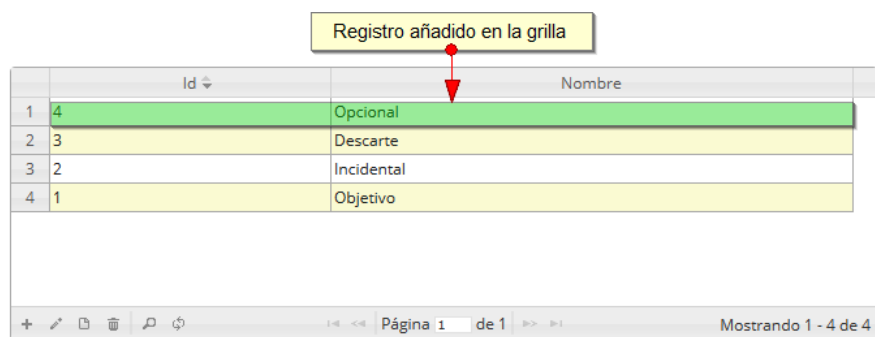 Registro añadido en la grilla
Id Nombre
1 4 Opcional
2 3 Descarte
3 2 Incidental
4 1 Objetivo
Página 1 de 1 Mostrando 1 - 4 de 4